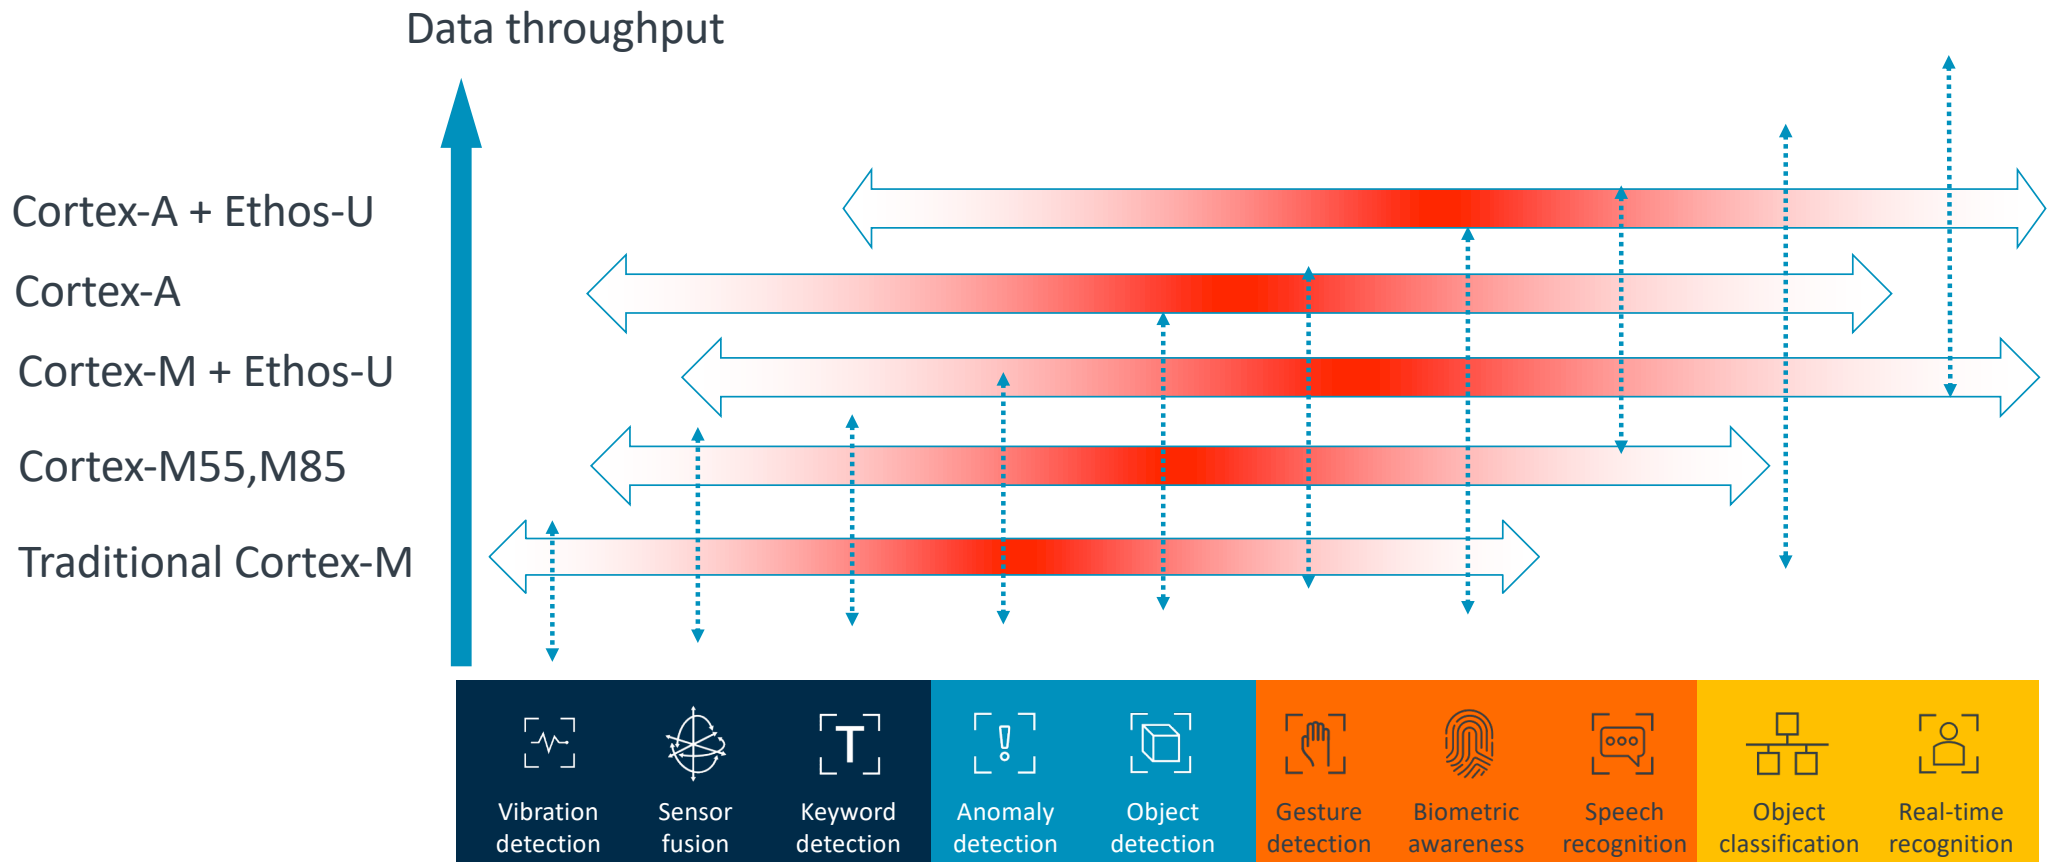 Data throughput
Cortex-A + Ethos-U
Cortex-A
Cortex-M + Ethos-U
Cortex-M55,M85
Traditional Cortex-M
T
Vibration
detection
Sensor
fusion
Keyword
detection
Anomaly
detection
Object
detection
Gesture
detection
Biometric
awareness
Speech
recognition
Object
classification
Real-time
recognition